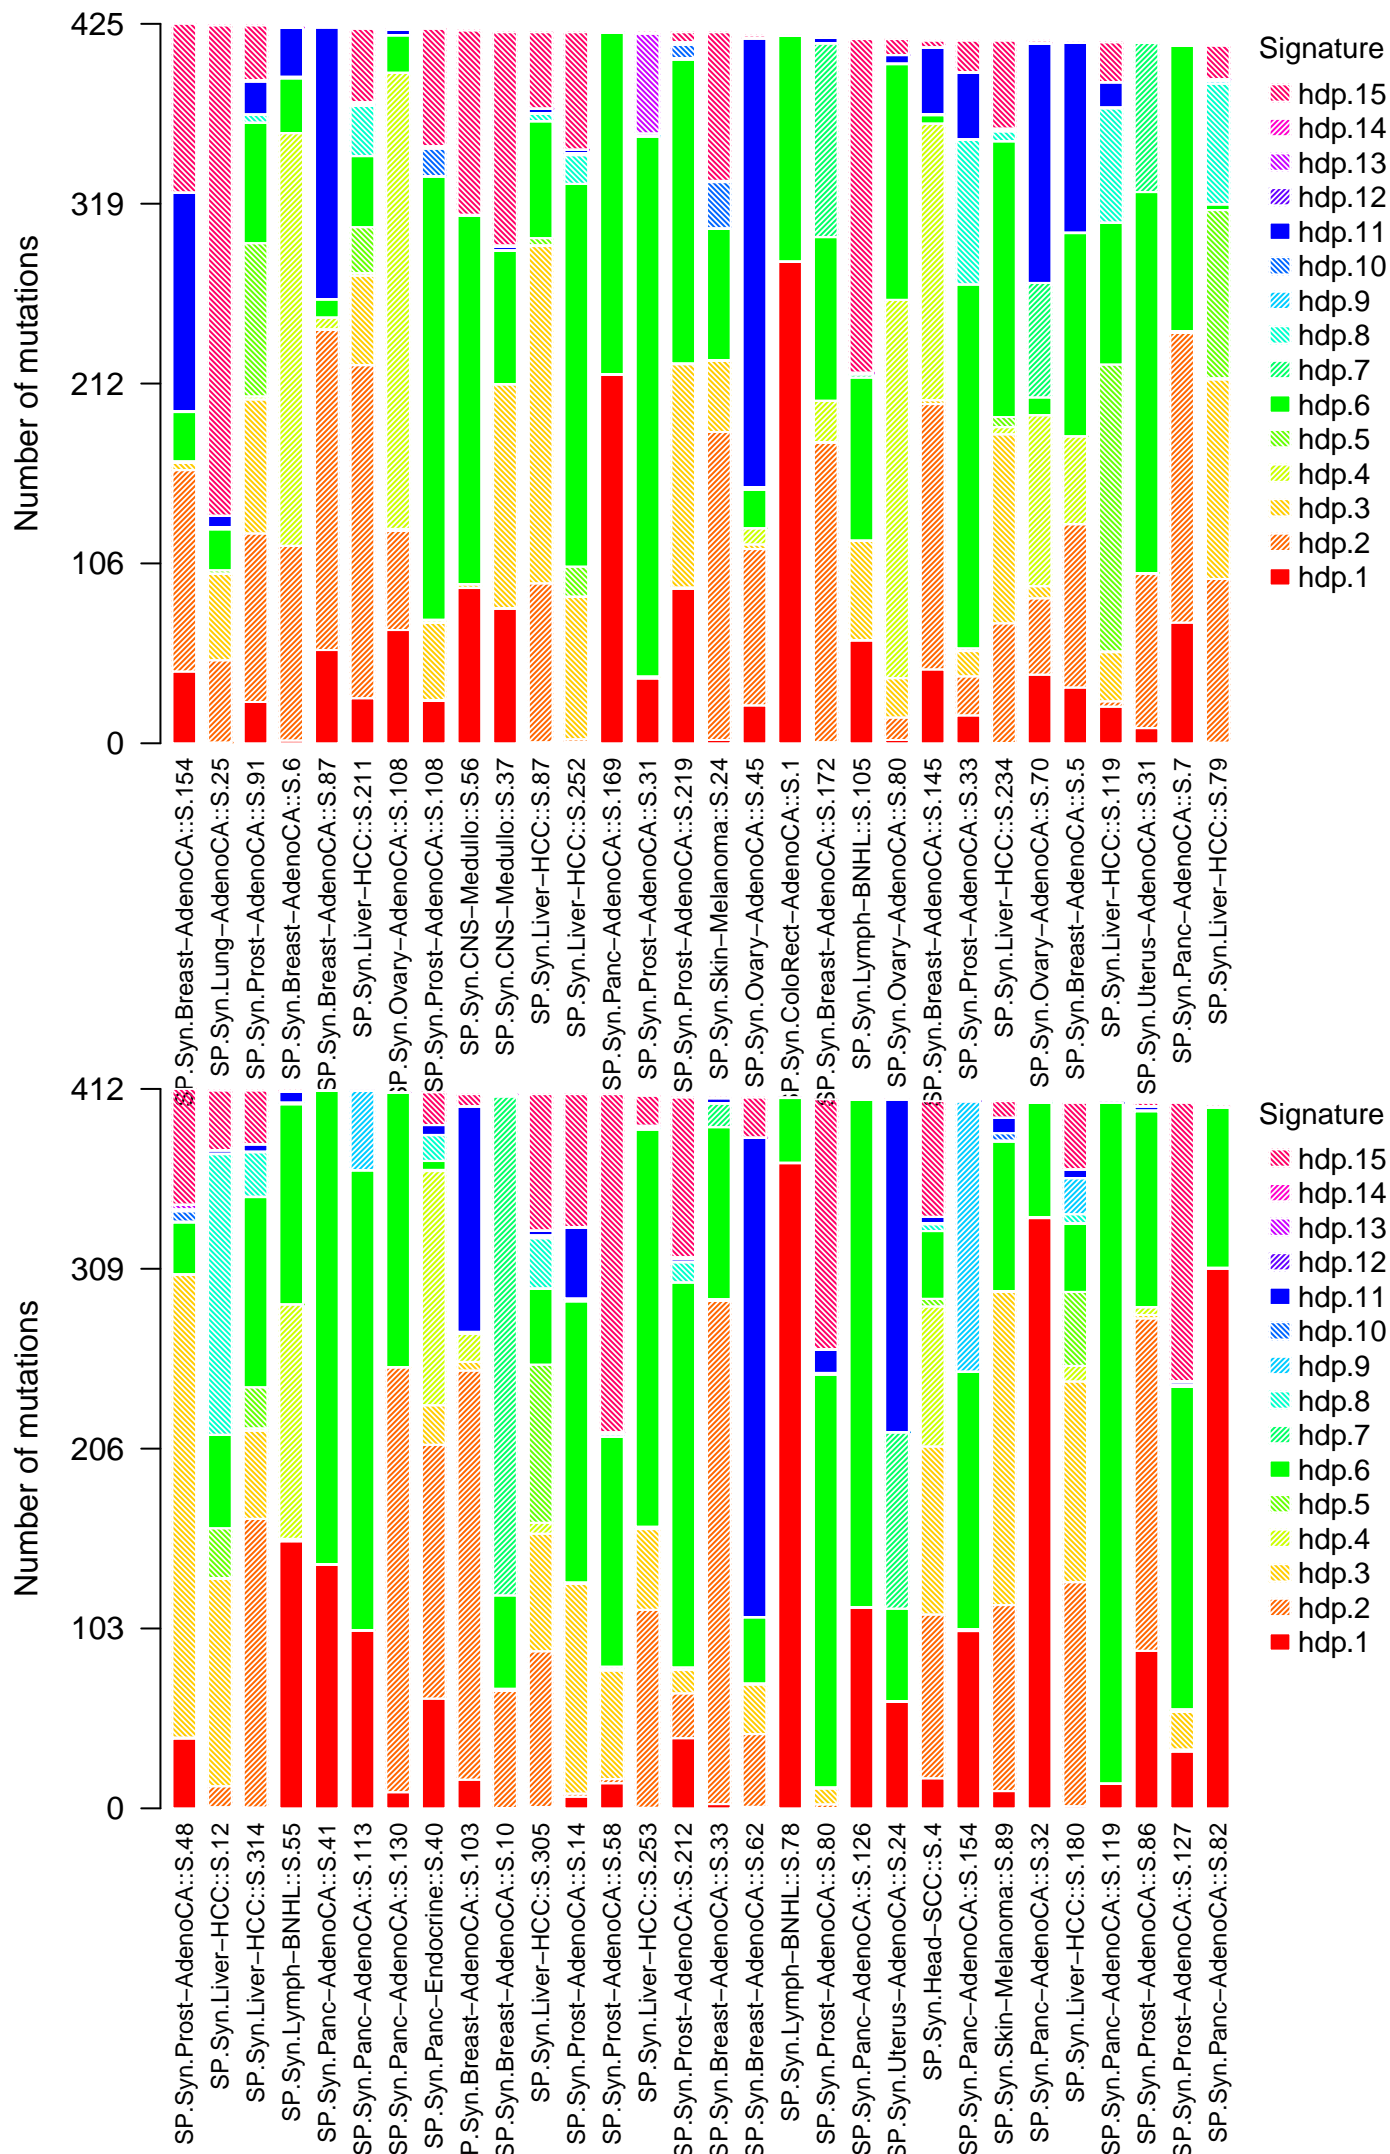 Number of mutations
425
319
212
106
0
SP.Syn.Breast−AdenoCA::S.154
SP.Syn.Lung−AdenoCA::S.25
SP.Syn.Prost−AdenoCA::S.91
SP.Syn.Breast−AdenoCA::S.6
SP.Syn.Breast−AdenoCA::S.87
SP.Syn.Liver−HCC::S.211
SP.Syn.Ovary−AdenoCA::S.108
SP.Syn.Prost−AdenoCA::S.108
SP.Syn.CNS−Medullo::S.56
SP.Syn.CNS−Medullo::S.37
SP.Syn.Liver−HCC::S.87
SP.Syn.Liver−HCC::S.252
SP.Syn.Panc−AdenoCA::S.169
SP.Syn.Prost−AdenoCA::S.31
SP.Syn.Prost−AdenoCA::S.219
SP.Syn.Skin−Melanoma::S.24
SP.Syn.Ovary−AdenoCA::S.45
SP.Syn.ColoRect−AdenoCA::S.1
SP.Syn.Breast−AdenoCA::S.172
SP.Syn.Lymph−BNHL::S.105
SP.Syn.Ovary−AdenoCA::S.80
SP.Syn.Breast−AdenoCA::S.145
SP.Syn.Prost−AdenoCA::S.33
SP.Syn.Liver−HCC::S.234
SP.Syn.Ovary−AdenoCA::S.70
SP.Syn.Breast−AdenoCA::S.5
SP.Syn.Liver−HCC::S.119
SP.Syn.Uterus−AdenoCA::S.31
SP.Syn.Panc−AdenoCA::S.7
SP.Syn.Liver−HCC::S.79
Signature
hdp.15
hdp.14
hdp.13
hdp.12
hdp.11
hdp.10
hdp.9
hdp.8
hdp.7
hdp.6
hdp.5
hdp.4
hdp.3
hdp.2
hdp.1
Number of mutations
412
309
206
103
0
SP.Syn.Prost−AdenoCA::S.48
SP.Syn.Liver−HCC::S.12
SP.Syn.Liver−HCC::S.314
SP.Syn.Lymph−BNHL::S.55
SP.Syn.Panc−AdenoCA::S.41
SP.Syn.Panc−AdenoCA::S.113
SP.Syn.Panc−AdenoCA::S.130
SP.Syn.Panc−Endocrine::S.40
SP.Syn.Breast−AdenoCA::S.103
SP.Syn.Breast−AdenoCA::S.10
SP.Syn.Liver−HCC::S.305
SP.Syn.Prost−AdenoCA::S.14
SP.Syn.Prost−AdenoCA::S.58
SP.Syn.Liver−HCC::S.253
SP.Syn.Prost−AdenoCA::S.212
SP.Syn.Breast−AdenoCA::S.33
SP.Syn.Breast−AdenoCA::S.62
SP.Syn.Lymph−BNHL::S.78
SP.Syn.Prost−AdenoCA::S.80
SP.Syn.Panc−AdenoCA::S.126
SP.Syn.Uterus−AdenoCA::S.24
SP.Syn.Head−SCC::S.4
SP.Syn.Panc−AdenoCA::S.154
SP.Syn.Skin−Melanoma::S.89
SP.Syn.Panc−AdenoCA::S.32
SP.Syn.Liver−HCC::S.180
SP.Syn.Panc−AdenoCA::S.119
SP.Syn.Prost−AdenoCA::S.86
SP.Syn.Prost−AdenoCA::S.127
SP.Syn.Panc−AdenoCA::S.82
Signature
hdp.15
hdp.14
hdp.13
hdp.12
hdp.11
hdp.10
hdp.9
hdp.8
hdp.7
hdp.6
hdp.5
hdp.4
hdp.3
hdp.2
hdp.1